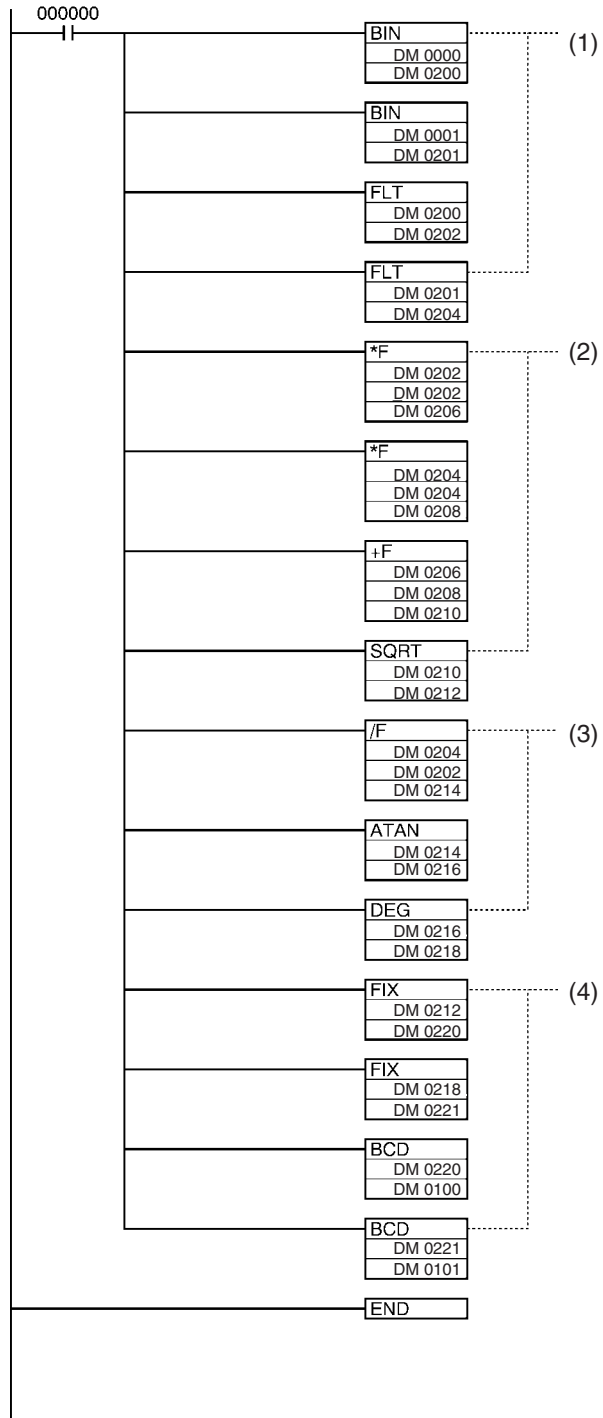 000000
BIN
(1)
DM 0000
DM 0200
BIN
DM 0001
DM 0201
FLT
DM 0200
DM 0202
FLT
DM 0201
DM 0204
*F
(2)
DM 0202
DM 0202
DM 0206
*F
DM 0204
DM 0204
DM 0208
+F
DM 0206
DM 0208
DM 0210
SQRT
DM 0210
DM 0212
/F
(3)
DM 0204
DM 0202
DM 0214
ATAN
DM 0214
DM 0216
DEG
DM 0216
DM 0218
FIX
(4)
DM 0212
DM 0220
FIX
DM 0218
DM 0221
BCD
DM 0220
DM 0100
BCD
DM 0221
DM 0101
END